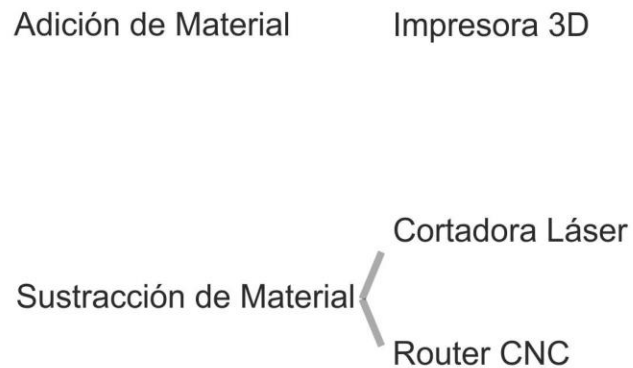 Adición de Material
Impresora 3D
Cortadora Láser
Sustracción de Material
Router CNC